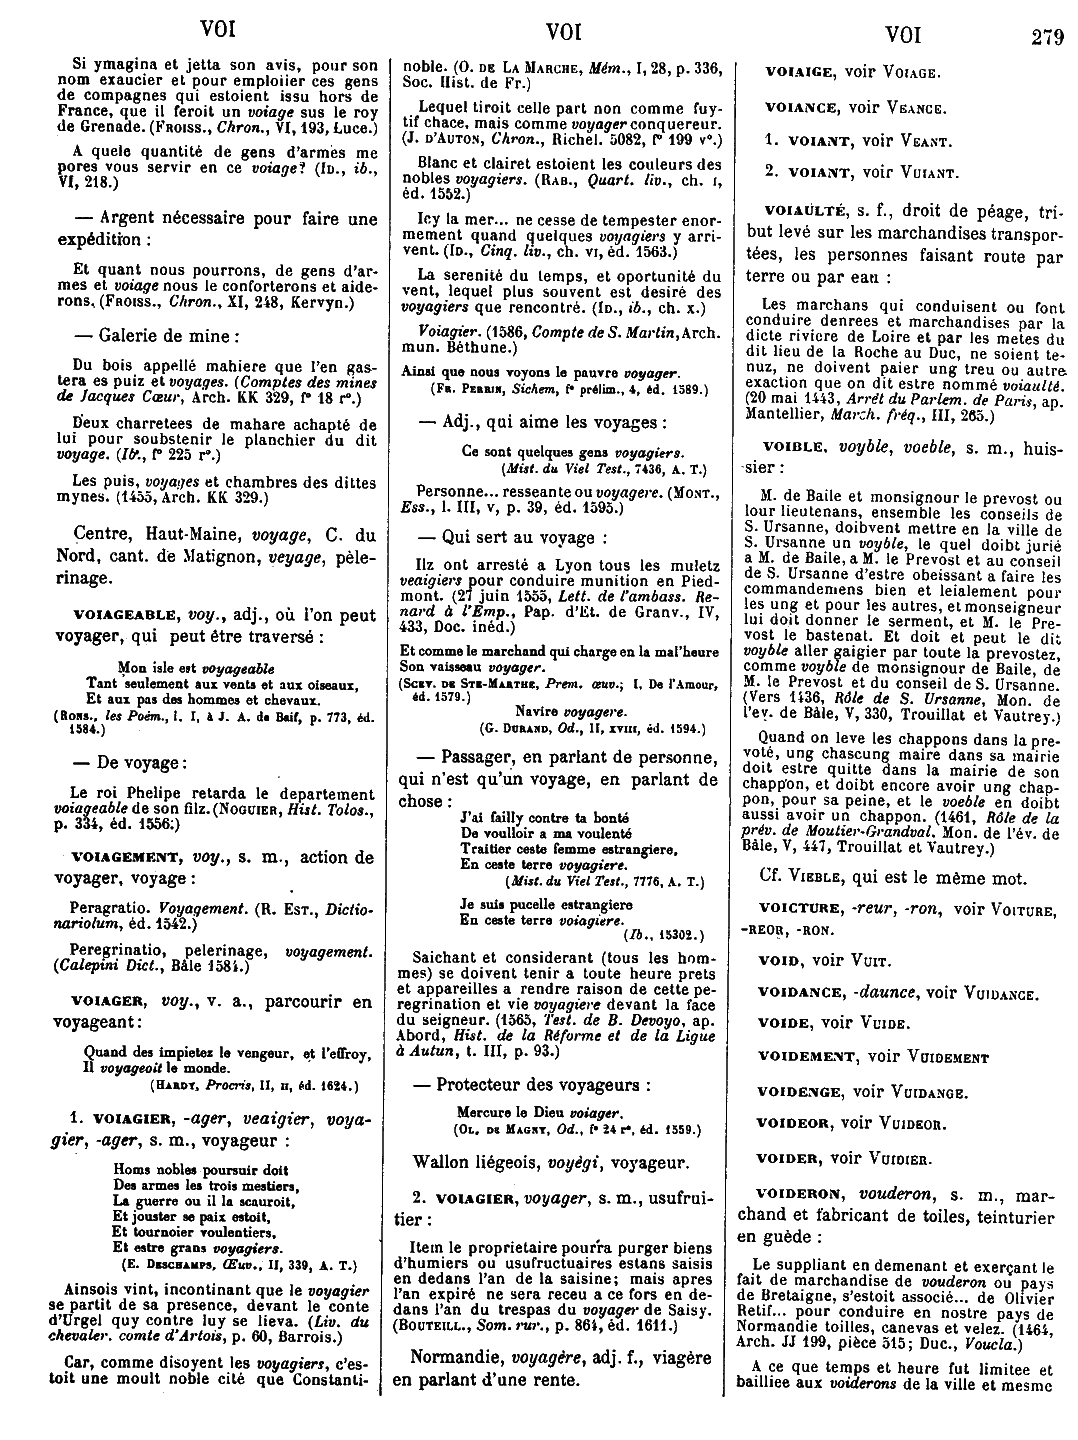 VOI
VOI
VOI
279
Si ymagina et jetta son avis, pour son
nom exaucier et pour emploiier ces gens
de compagnes qui estoient issu hors de
France, que il feroit un voiage sus le roy
de Grenade. (FROISS., Chron., VI, 193, Luce.)
A quele quantité de gens d'armes me
pores vous servir en ce voiage? (ID., ib.,
VI, 218.)
— Argent nécessaire pour faire une
expédition :
Et quant nous pourrons, de gens d'ar-
mes et voiage nous le conforterons et aide-
rons. (FROISS., Chron., XI, 248, Kervyn.)
— Galerie de mine :
Du bois appellé mahiere que l'en gas-
tera es puiz et voyages. (Comptes des mines
de Jacques Cœur, Arch. KK 329, f° 18 r°.)
Deux charretees de mahare achapté de
lui pour soubstenir le planchier du dit
voyage. (Ib., f° 225 r°.)
Les puis, voyages et chambres des dittes
mynes. (1455, Arch. KK 329.)
Centre, Haut-Maine, voyage, C. du
Nord, cant. de Matignon, veyage, pèle-
rinage.
VOIAGEABLE, voy., adj., où l'on peut
voyager, qui peut être traversé :
Mon isle est voyageable
Tant seulement aux vents et aux oiseaux,
Et aux pas des hommes et chevaux.
(RONS., les Poèm., l. I, à J. A. de Baif, p. 773, éd.
1584.)
— De voyage :
Le roi Phelipe retarda le departement
voiageable de son filz. (NOGUIER, Hist. Tolos.,
p. 334, éd. 1556.)
VOIAGEMENT, voy., s. m., action de
voyager, voyage :
Peragratio. Voyagement. (R. EST., Dictio-
nariolum, éd. 1542.)
Peregrinatio, pelerinage, voyagement.
(Calepini Dict., Bâle 1584.)
VOIAGER, voy., v. a., parcourir en
voyageant :
Quand des impietez le vengeur, et l'effroy,
Il voyageoit le monde.
(HARDY, Procris, II, II, éd. 1624.)
1. VOIAGIER, -ager, veaigier, voya-
gier, -ager, s. m., voyageur :
Homs nobles poursuir doit
Des armes les trois mestiers,
La guerre ou il la scauroit,
Et jouster se paix estoit,
Et tournoier voulentiers,
Et estre grans voyagiers.
(E. DESCHAMPS, Œuv., II, 339, A. T.)
Ainsois vint, incontinant que le voyagier
se partit de sa presence, devant le conte
d'Urgel quy contre luy se lieva. (Liv. du
chevaler. comte d'Artois, p. 60, Barrois.)
Car, comme disoyent les voyagiers, c'es-
toit une moult noble cité que Constanti-
noble. (O. DE LA MARCHE, Mém., I, 28, p. 336,
Soc. Hist. de Fr.)
Lequel tiroit celle part non comme fuy-
tif chace, mais comme voyager conquereur.
(J. D'AUTON, Chron., Richel. 5082, f° 199 v°.)
Blanc et clairet estoient les couleurs des
nobles voyagiers. (RAB., Quart. liv., ch. I,
éd. 1552.)
Icy la mer... ne cesse de tempester enor-
mement quand quelques voyagiers y arri-
vent. (ID., Cinq. liv., ch. VI, éd. 1563.)
La serenité du temps, et oportunité du
vent, lequel plus souvent est desiré des
voyagiers que rencontré. (ID., ib., ch. X.)
Voiagier. (1586, Compte de S. Martin, Arch.
mun. Béthune.)
Ainsi que nous voyons le pauvre voyager.
(FR. PERRIN, Sichem, f° prélim., 4, éd. 1589.)
— Adj., qui aime les voyages :
Ce sont quelques gens voyagiers.
(Mist. du Viel Test., 7436, A. T.)
Personne... resseante ou voyagere. (MONT.,
Ess., l. III, v, p. 39, éd. 1595.)
— Qui sert au voyage :
Ilz ont arresté a Lyon tous les muletz
veaigiers pour conduire munition en Pied-
mont. (27 juin 1555, Lett. de l'ambass. Re-
nard à l'Emp., Pap. d'Et. de Granv., IV,
433, Doc. inéd.)
Et comme le marchand qui charge en la mal'heure
Son vaisseau voyager.
(SCEV. DE STE-MARTHE, Prem. œuv.; I, De l'Amour,
éd. 1579.)
Navire voyagere.
(G. DURAND, Od., II, XVIII, éd. 1594.)
— Passager, en parlant de personne,
qui n'est qu'un voyage, en parlant de
chose :
J'ai failly contre ta bonté
De voulloir a ma voulenté
Traitier ceste femme estrangiere,
En ceste terre voyagiere.
(Mist. du Viel Test., 7776, A. T.)
Je suis pucelle estrangiere
En ceste terre voiagiere.
(Ib., 15302.)
Saichant et considerant (tous les hom-
mes) se doivent tenir a toute heure prets
et appareilles a rendre raison de cette pe-
regrination et vie voyagiere devant la face
du seigneur. (1565, Test. de B. Devoyo, ap.
Abord, Hist. de la Réforme et de la Ligue
à Autun, t. III, p. 93.)
— Protecteur des voyageurs :
Mercure le Dieu voiager.
(OL. DE MAGNY, Od., f° 24 r°, éd. 1559.)
Wallon liégeois, voyègi, voyageur.
2. VOIAGIER, voyager, s. m., usufrui-
tier :
Item le proprietaire pourra purger biens
d'humiers ou usufructuaires estans saisis
en dedans l'an de la saisine; mais apres
l'an expiré ne sera receu a ce fors en de-
dans l'an du trespas du voyager de Saisy.
(BOUTEILL., Som. rur., p. 864, éd. 1611.)
Normandie, voyagère, adj. f., viagère
en parlant d'une rente.
VOIAIGE, voir VOIAGE.
VOIANCE, voir VEANCE.
1. VOIANT, voir VEANT.
2. VOIANT, voir VUIANT.
VOIAULTÉ, s. f., droit de péage, tri-
but levé sur les marchandises transpor-
tées, les personnes faisant route par
terre ou par eau :
Les marchans qui conduisent ou font
conduire denrees et marchandises par la
dicte riviere de Loire et par les metes du
dit lieu de la Roche au Duc, ne soient te-
nuz, ne doivent paier ung treu ou autre
exaction que on dit estre nommé voiaulté.
(20 mai 1443, Arrêt du Parlem. de Paris, ap.
Mantellier, March. fréq., III, 265.)
VOIBLE, voyble, voeble, s. m., huis-
sier :
M. de Baile et monsignour le prevost ou
lour lieutenans, ensemble les conseils de
S. Ursanne, doibvent mettre en la ville de
S. Ursanne un voyble, le quel doibt jurié
a M. de Baile, a M. le Prevost et au conseil
de S. Ursanne d'estre obeissant a faire les
commandemens bien et leialement pour
les ung et pour les autres, et monseigneur
lui doit donner le serment, et M. le Pre-
vost le bastenat. Et doit et peut le dit
voyble aller gaigier par toute la prevostez,
comme voyble de monsignour de Baile, de
M. le Prevost et du conseil de S. Ursanne.
(Vers 1436, Rôle de S. Ursanne, Mon. de
l'ev. de Bâle, V, 330, Trouillat et Vautrey.)
Quand on leve les chappons dans la pre-
voté, ung chascung maire dans sa mairie
doit estre quitte dans la mairie de son
chappon, et doibt encore avoir ung chap-
pon, pour sa peine, et le voeble en doibt
aussi avoir un chappon. (1461, Rôle de la
prév. de Moutier-Grandval. Mon. de l'év. de
Bâle, V, 447, Trouillat et Vautrey.)
Cf. VIEBLE, qui est le même mot.
VOICTURE, -reur, -ron, voir VOITURE,
-REOR, -RON.
VOID, voir VUIT.
VOIDANCE, -daunce, voir VUIDANCE.
VOIDE, voir VUIDE.
VOIDEMENT, voir VUIDEMENT
VOIDENGE, voir VUIDANGE.
VOIDEOR, voir VUIDEOR.
VOIDER, voir VUIDIER.
VOIDERON, vouderon, s. m., mar-
chand et fabricant de toiles, teinturier
en guède :
Le suppliant en demenant et exerçant le
fait de marchandise de vouderon ou pays
de Bretaigne, s'estoit associé... de Olivier
Retif... pour conduire en nostre pays de
Normandie toilles, canevas et velez. (1464,
Arch. JJ 199, pièce 515; Duc., Voucla.)
A ce que temps et heure fut limitee et
bailliee aux voiderons de la ville et mesme